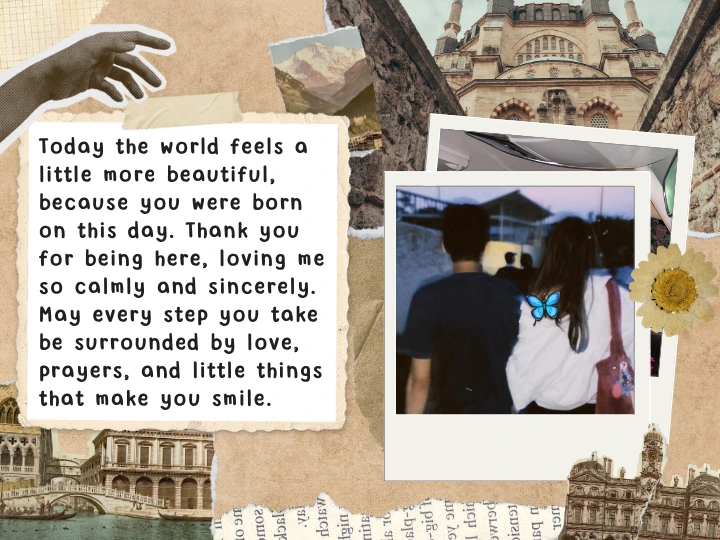 Today the world feels a
little more beautiful,
because you were born
on this day. Thank you
for being here, loving me
so calmly and sincerely.
May every step you take
be surrounded by love,
prayers, and little things
that make you smile.